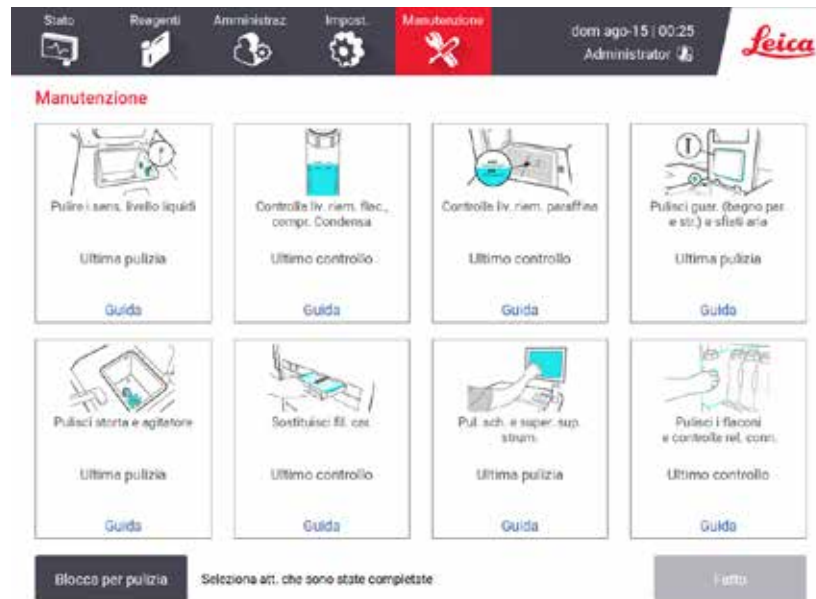 Stato Reagenti Amministraz Impost. Manutenzione
dom ago-15 | 00:25
Administrator
Leica
Manutenzione
Pulire i sens. livello liquidi
Ultima pulizia
Guida
Controlla liv. riem. flac.,
compr. Condensa
Ultimo controllo
Guida
Controlla liv. riem. paraffina
Ultimo controllo
Guida
Pulisci guar. (bagno par.
e str.) e sfiati aria
Ultima pulizia
Guida
Pulisci storta e agitatore
Ultima pulizia
Guida
Sostituisci fil. car.
Ultimo controllo
Guida
Pul. sch. e super. sup.
strum.
Ultima pulizia
Guida
Pulisci i flaconi
e controlla rel. conn.
Ultimo controllo
Guida
Blocco per pulizia Seleziona att. che sono state completate Fatto